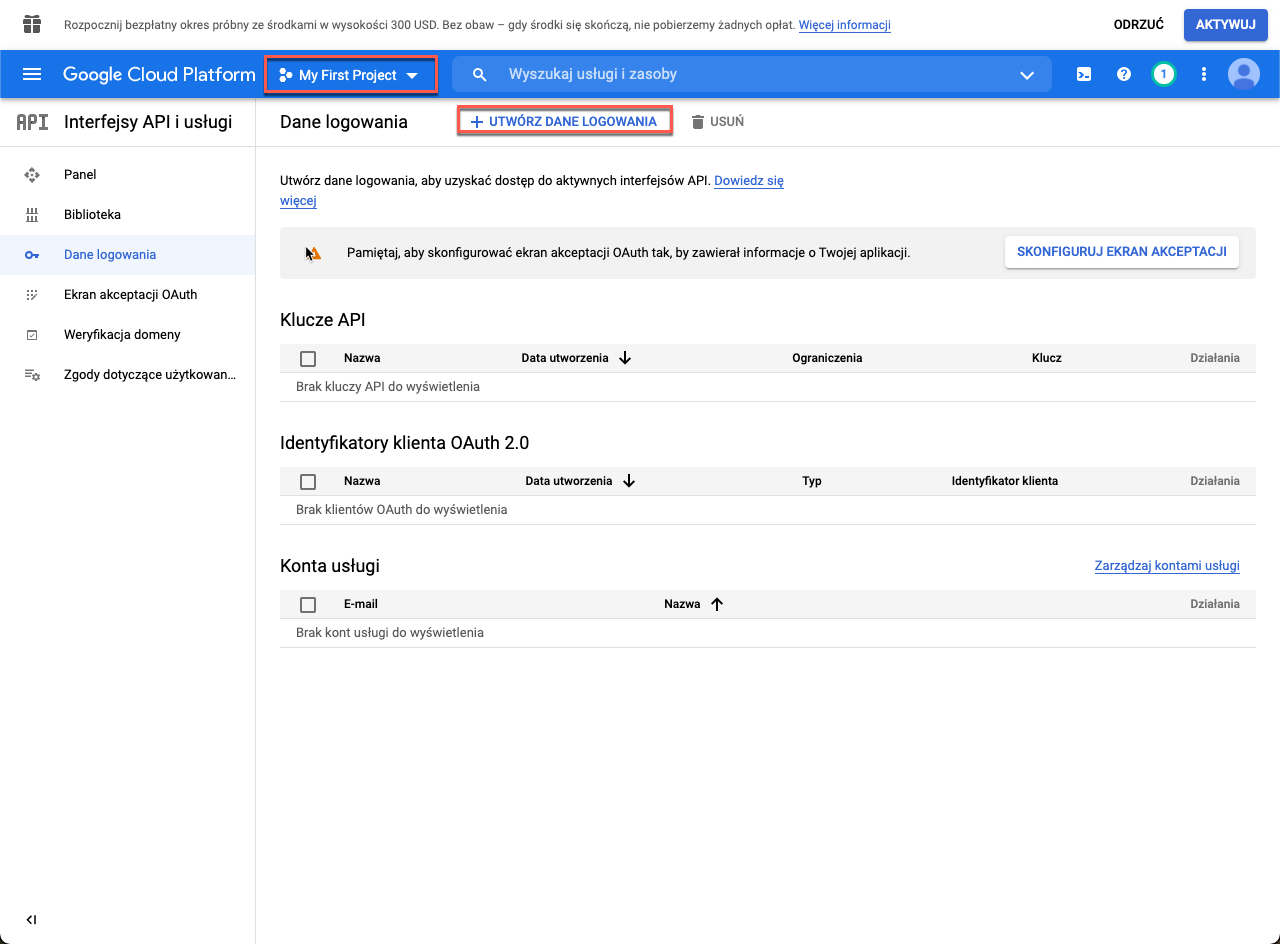 Rozpocznij bezpłatny okres próbny ze środkami w wysokości 300 USD. Bez obaw – gdy środki się skończą, nie pobierzemy żadnych opłat. Więcej informacji
ODRZUĆ
AKTYWUJ
Google Cloud Platform
My First Project
Wyszukaj usługi i zasoby
1
API
Interfejsy API i usługi
Dane logowania
UTWÓRZ DANE LOGOWANIA
USUŃ
Panel
Biblioteka
Dane logowania
Ekran akceptacji OAuth
Weryfikacja domeny
Zgody dotyczące użytkowan...
Utwórz dane logowania, aby uzyskać dostęp do aktywnych interfejsów API. Dowiedz się
więcej
Pamiętaj, aby skonfigurować ekran akceptacji OAuth tak, by zawierał informacje o Twojej aplikacji.
SKONFIGURUJ EKRAN AKCEPTACJI
Klucze API
Nazwa Data utworzenia Ograniczenia Klucz Działania
Brak kluczy API do wyświetlenia
Identyfikatory klienta OAuth 2.0
Nazwa Data utworzenia Typ Identyfikator klienta Działania
Brak klientów OAuth do wyświetlenia
Konta usługi
Zarządzaj kontami usługi
E-mail Nazwa Działania
Brak kont usługi do wyświetlenia